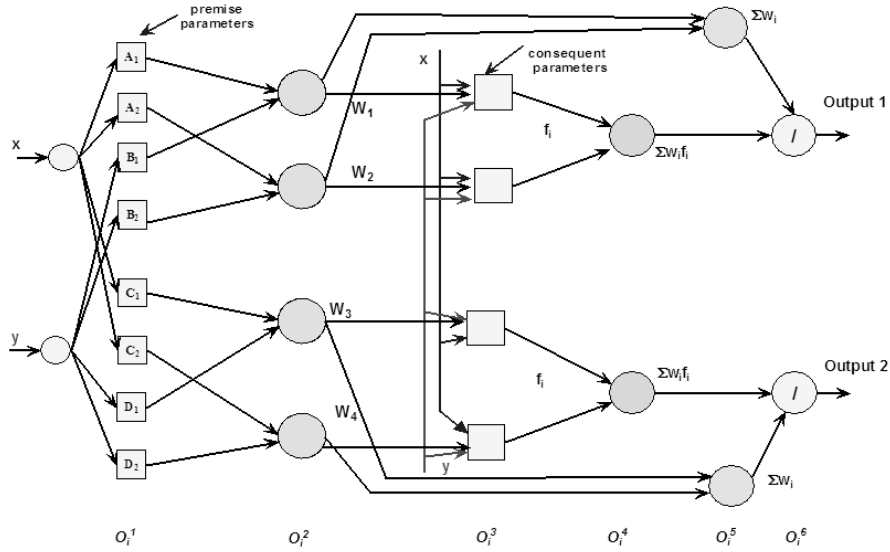 premise
parameters
Σwᵢ
A₁
x
consequent
parameters
A₂
W₁
Output 1
fᵢ
/
x
B₁
Σwᵢfᵢ
W₂
B₂
C₁
W₃
y
C₂
Output 2
Σwᵢfᵢ
fᵢ
/
D₁
W₄
D₂
y
Σwᵢ
Oᵢ¹
Oᵢ²
Oᵢ³
Oᵢ⁴
Oᵢ⁵
Oᵢ⁶